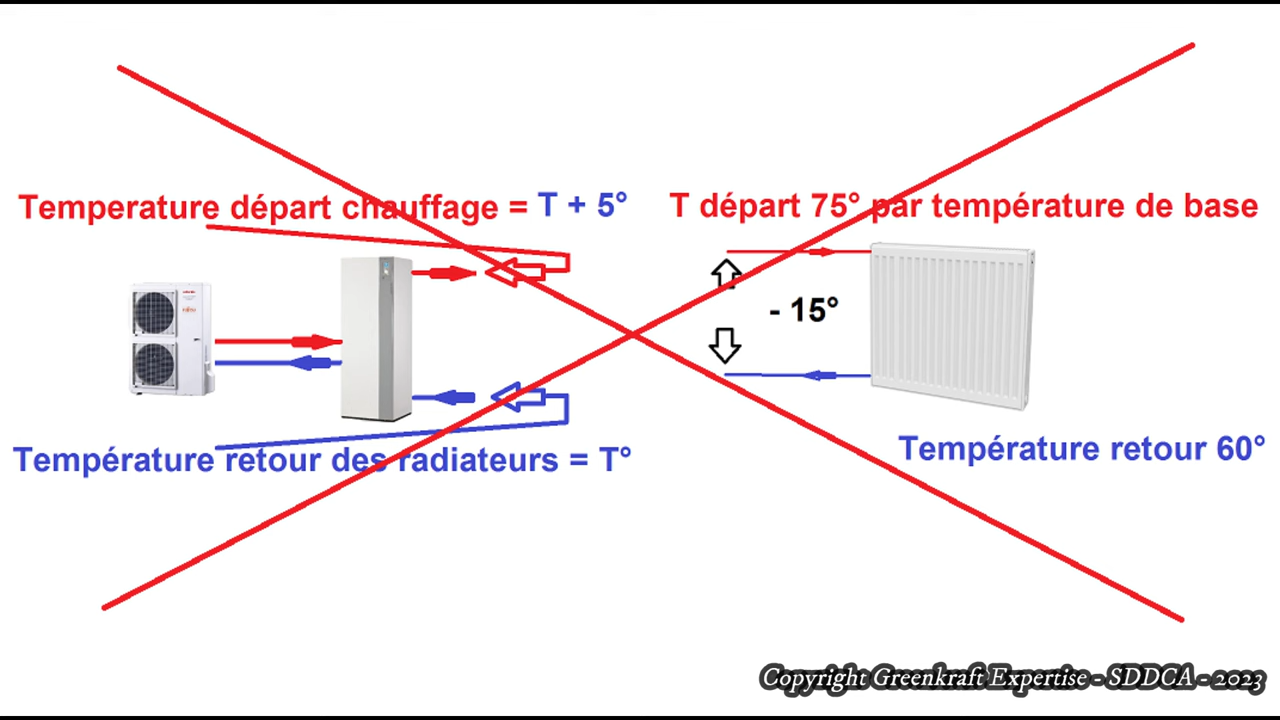 Temperature départ chauffage = T + 5°
T départ 75° par température de base
- 15°
Température retour des radiateurs = T°
Température retour 60°
Copyright Greenkraft Expertise - SDDCA - 2023